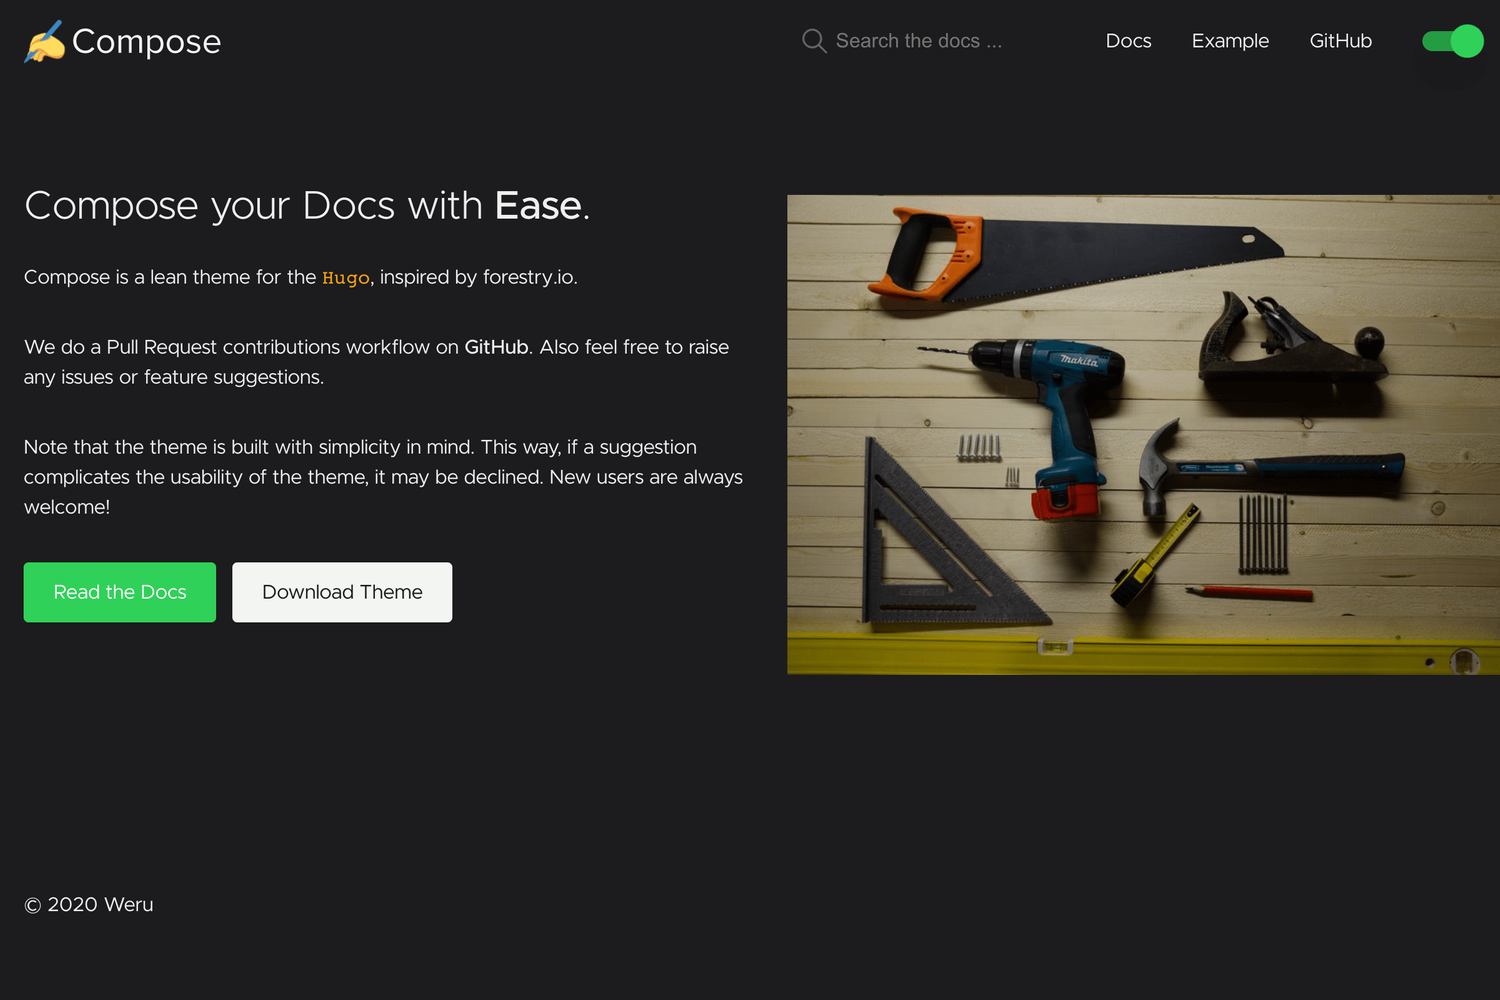 Compose
Search the docs ...
Docs
Example
GitHub
Compose your Docs with Ease.
Compose is a lean theme for the Hugo, inspired by forestry.io.
We do a Pull Request contributions workflow on GitHub. Also feel free to raise
any issues or feature suggestions.
Note that the theme is built with simplicity in mind. This way, if a suggestion
complicates the usability of the theme, it may be declined. New users are always
welcome!
Read the Docs
Download Theme
makita
© 2020 Weru